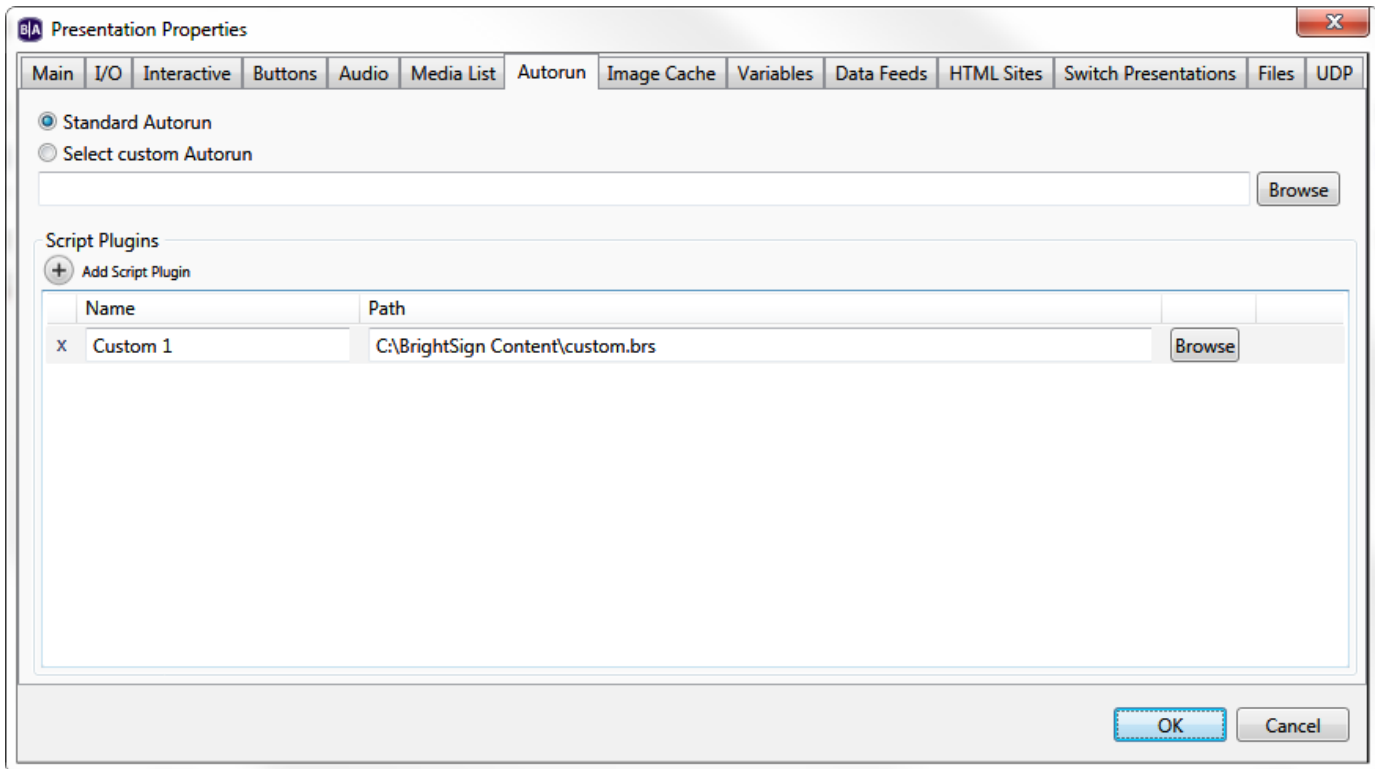 B|A Presentation Properties x
Main I/O Interactive Buttons Audio Media List Autorun Image Cache Variables Data Feeds HTML Sites Switch Presentations Files UDP
Standard Autorun
Select custom Autorun
Browse
Script Plugins
+ Add Script Plugin
Name Path
x Custom 1 C:\BrightSign Content\custom.brs Browse
OK Cancel